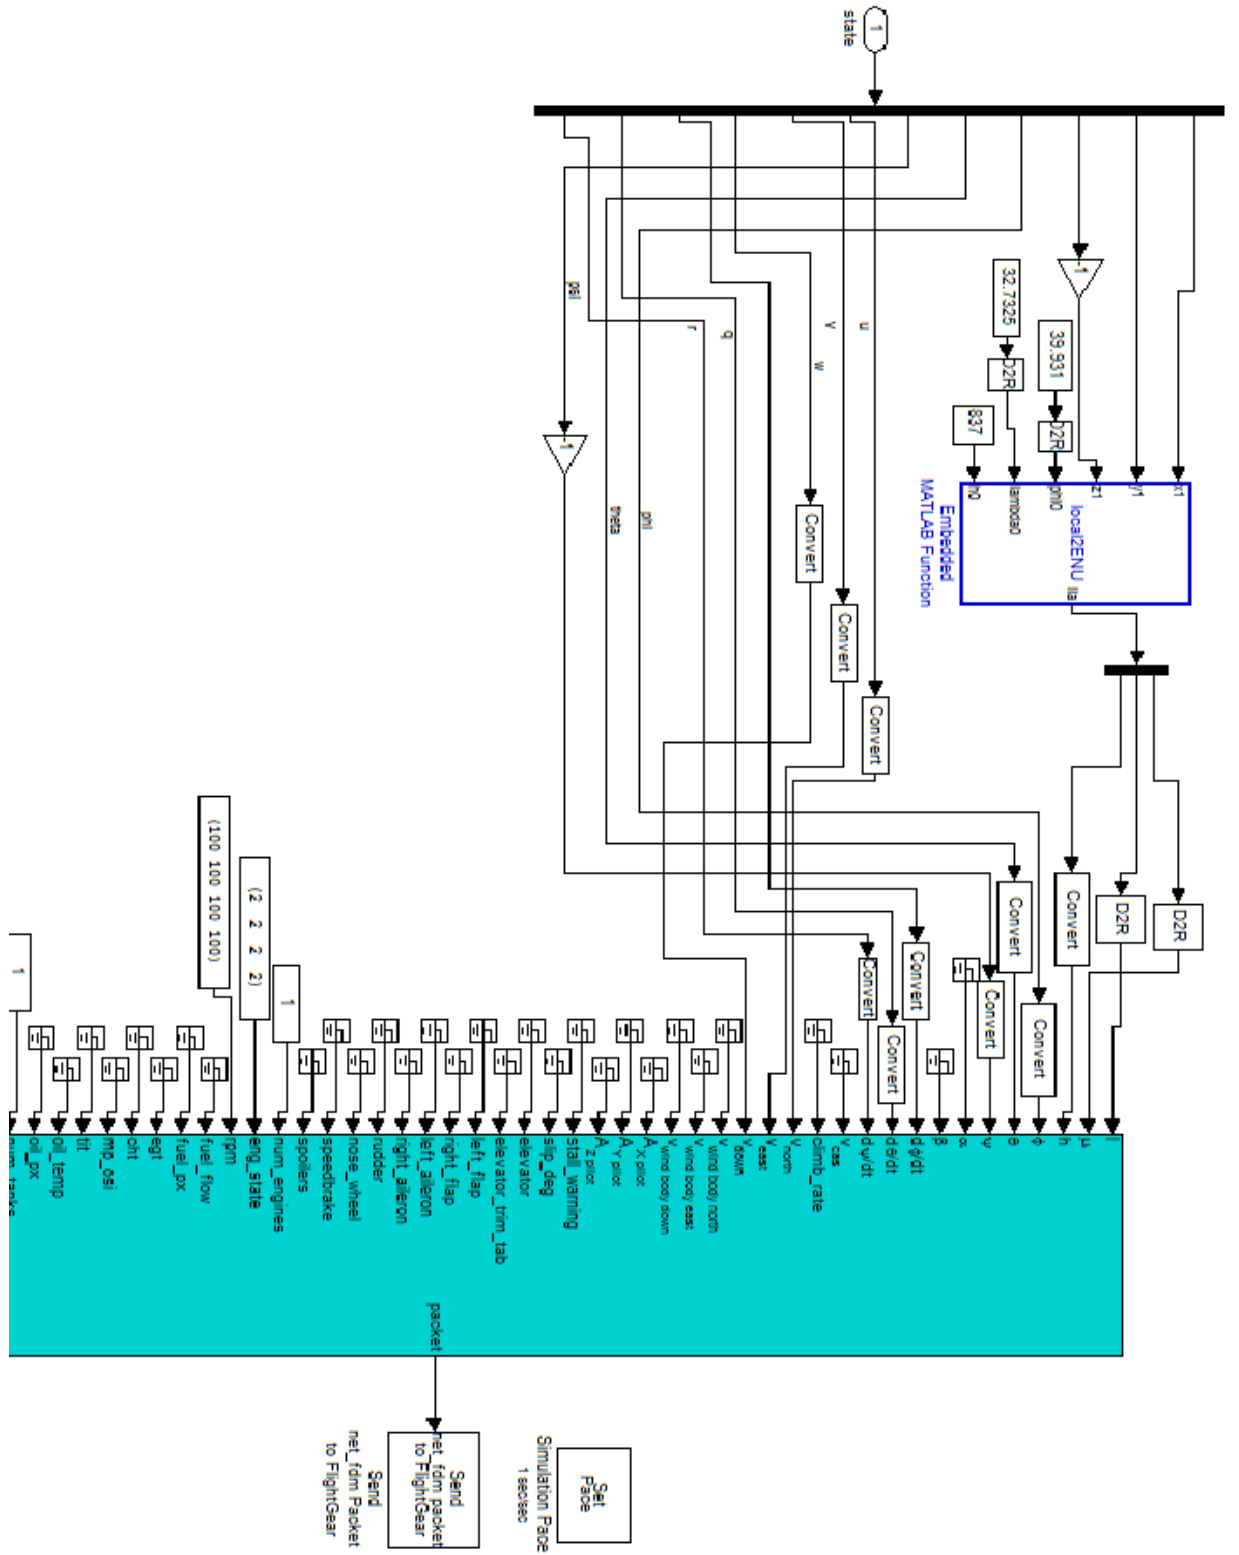 1
state
psi
r
q
v
w
u
theta
phi
-1
-1
32.7325
D2R
39.931
D2R
837
x1
y1
z1
phi0
lambda0
h0
local2ENU
lla
Embedded
MATLAB Function
Convert
Convert
Convert
Convert
Convert
Convert
Convert
Convert
Convert
Convert
D2R
D2R
(100 100 100 100)
(2 2 2 2)
1
1
l
μ
h
ϕ
θ
ψ
α
β
dϕ/dt
dθ/dt
dψ/dt
v cas
climb_rate
v north
v east
v down
v wind body north
v wind body east
v wind body down
A X pilot
A Y pilot
A Z pilot
stall_warning
slip_deg
elevator
elevator_trim_tab
left_flap
right_flap
left_aileron
right_aileron
rudder
nose_wheel
speedbrake
spoilers
num_engines
eng_state
rpm
fuel_flow
fuel_px
egt
cht
mp_osi
tit
oil_temp
oil_px
num_tanks
packet
Set
Pace
Simulation Pace
1 sec/sec
Send
net_fdm packet
to FlightGear
Send
net_fdm Packet
to FlightGear